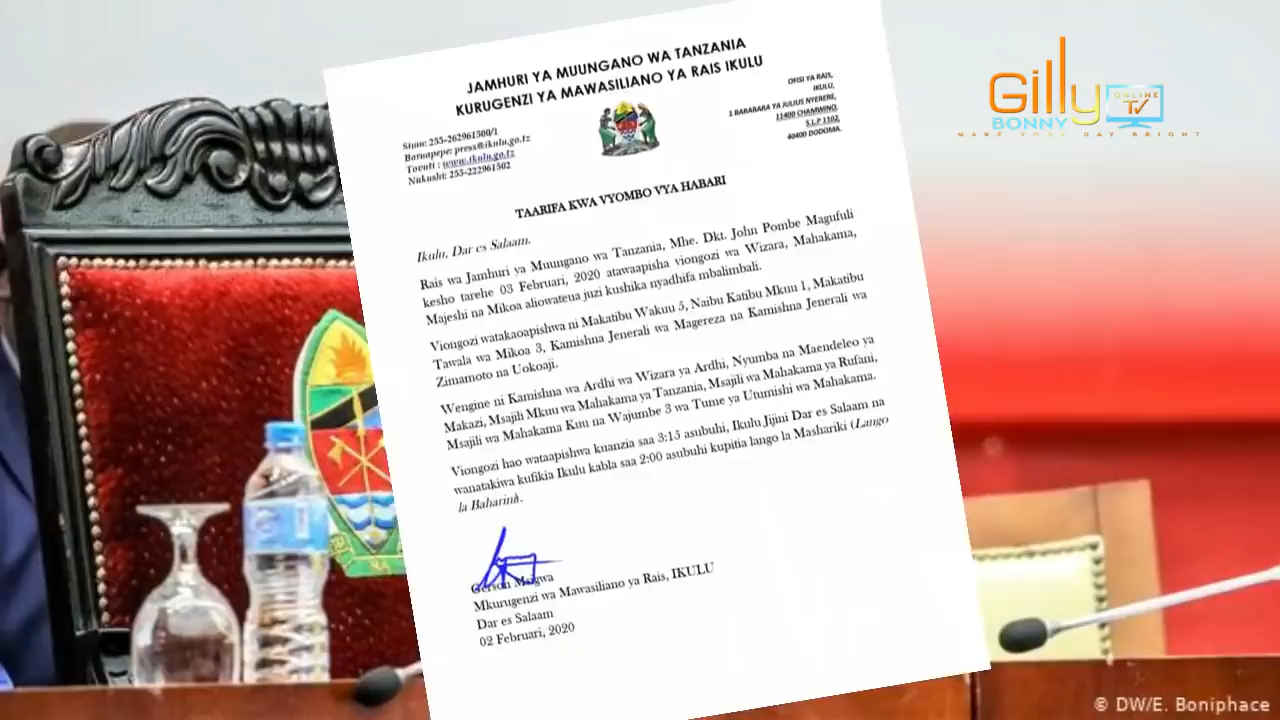 JAMHURI YA MUUNGANO WA TANZANIA
KURUGENZI YA MAWASILIANO YA RAIS IKULU
Simu: 255-262961500/1
Baruapepe: press@ikulu.go.tz
Tovuti : www.ikulu.go.tz
Nukushi: 255-222961502
OFISI YA RAIS,
IKULU,
1 BARABARA YA JULIUS NYERERE,
11400 CHAMWINO,
S.L.P 1102,
40400 DODOMA.
TAARIFA KWA VYOMBO VYA HABARI
Ikulu, Dar es Salaam.
Rais wa Jamhuri ya Muungano wa Tanzania, Mhe. Dkt. John Pombe Magufuli
kesho tarehe 03 Februari, 2020 atawaapisha viongozi wa Wizara, Mahakama,
Majeshi na Mikoa aliowateua juzi kushika nyadhifa mbalimbali.
Viongozi watakaoapishwa ni Makatibu Wakuu 5, Naibu Katibu Mkuu 1, Makatibu
Tawala wa Mikoa 3, Kamishna Jenerali wa Magereza na Kamishna Jenerali wa
Zimamoto na Uokoaji.
Wengine ni Kamishna wa Ardhi wa Wizara ya Ardhi, Nyumba na Maendeleo ya
Makazi, Msajili Mkuu wa Mahakama ya Tanzania, Msajili wa Mahakama ya Rufani,
Msajili wa Mahakama Kuu na Wajumbe 3 wa Tume ya Utumishi wa Mahakama.
Viongozi hao wataapishwa kuanzia saa 3:15 asubuhi, Ikulu Jijini Dar es Salaam na
wanatakiwa kufikia Ikulu kabla saa 2:00 asubuhi kupitia lango la Mashariki (Lango
la Baharini).
Gerson Msigwa
Mkurugenzi wa Mawasiliano ya Rais, IKULU
Dar es Salaam
02 Februari, 2020
Gilly
BONNY
ONLINE
TV
MAKE YOUR DAY BRIGHT
© DW/E. Boniphace